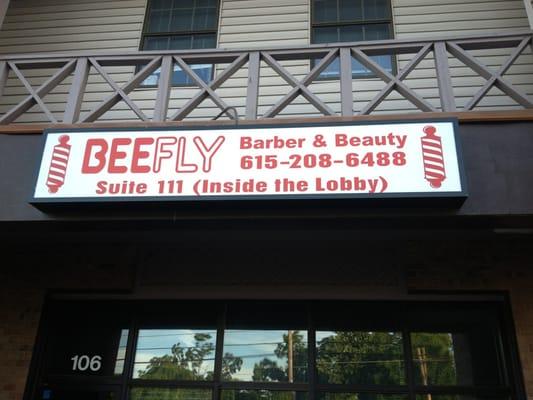 BEEFLY Barber & Beauty
615-208-6488
Suite 111 (Inside the Lobby)
106